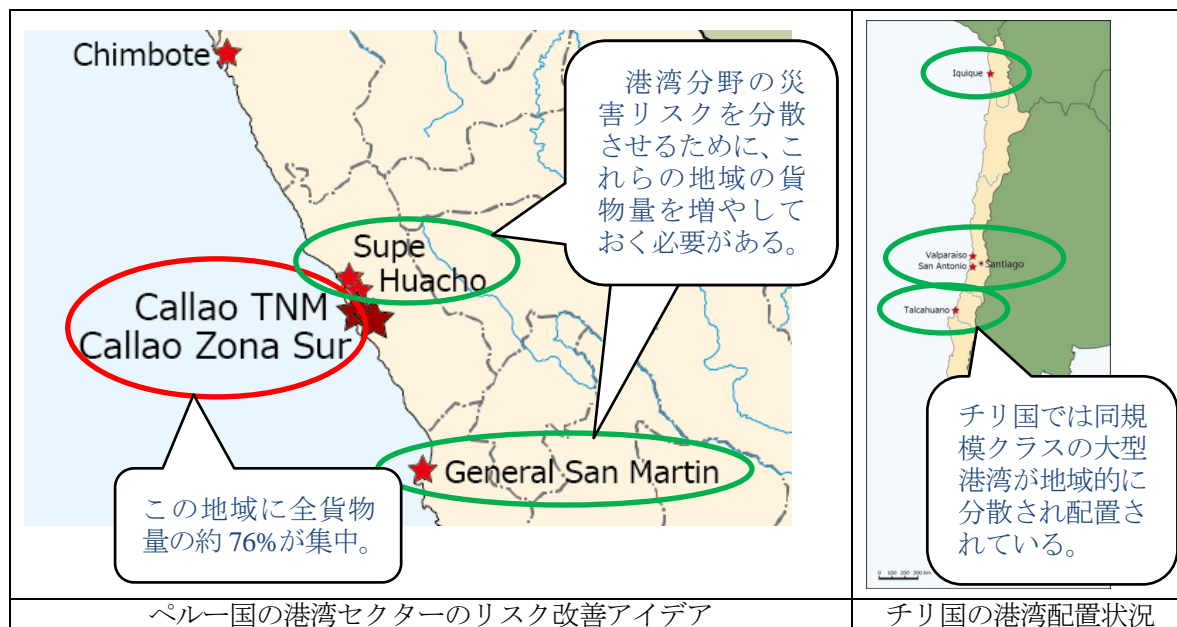 Chimbote
港湾分野の災
害リスクを分散
させるために、こ
れらの地域の貨
物量を増やして
おく必要がある。
Supe
Huacho
Callao TNM
Callao Zona Sur
General San Martin
この地域に全貨物
量の約 76%が集中。
ペルー国の港湾セクターのリスク改善アイデア
Iquique
Valparaíso
San Antonio
Santiago
Talcahuano
チリ国では同規
模クラスの大型
港湾が地域的に
分散され配置さ
れている。
0 100 200 300 km
チリ国の港湾配置状況